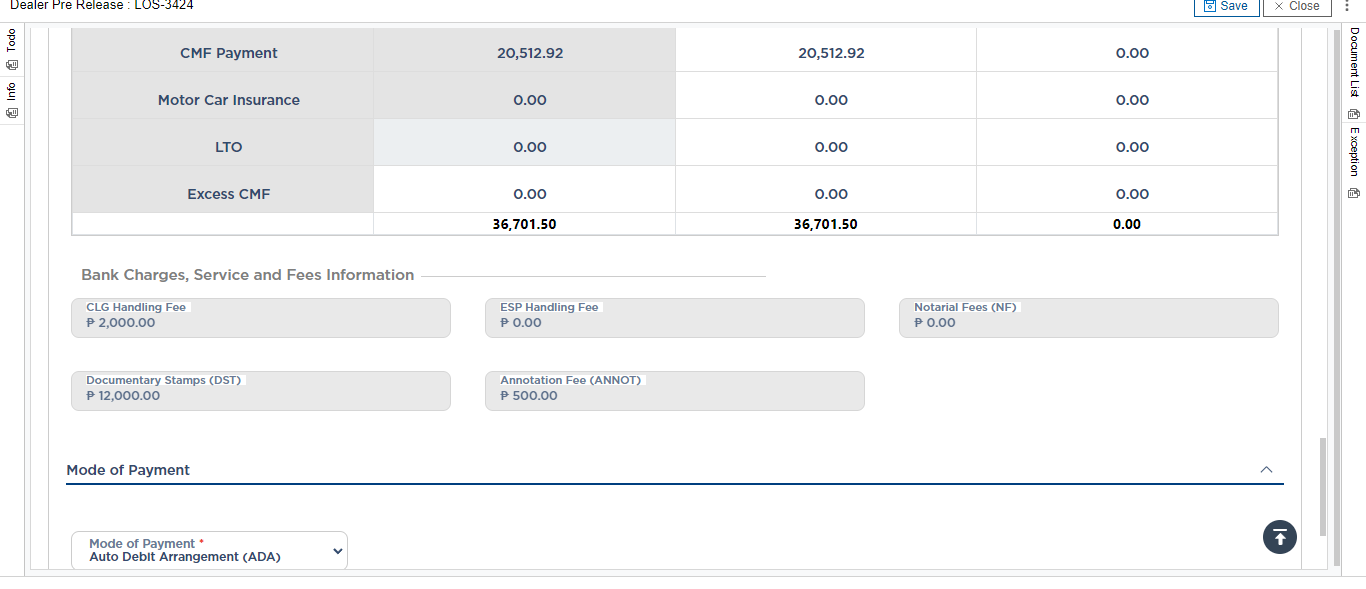 Dealer Pre Release : LOS-3424
Save
Close
Todo
Info
Document List
Exception
CMF Payment 20,512.92 20,512.92 0.00
Motor Car Insurance 0.00 0.00 0.00
LTO 0.00 0.00 0.00
Excess CMF 0.00 0.00 0.00
36,701.50 36,701.50 0.00
Bank Charges, Service and Fees Information
CLG Handling Fee
₱ 2,000.00
ESP Handling Fee
₱ 0.00
Notarial Fees (NF)
₱ 0.00
Documentary Stamps (DST)
₱ 12,000.00
Annotation Fee (ANNOT)
₱ 500.00
Mode of Payment
Mode of Payment *
Auto Debit Arrangement (ADA)